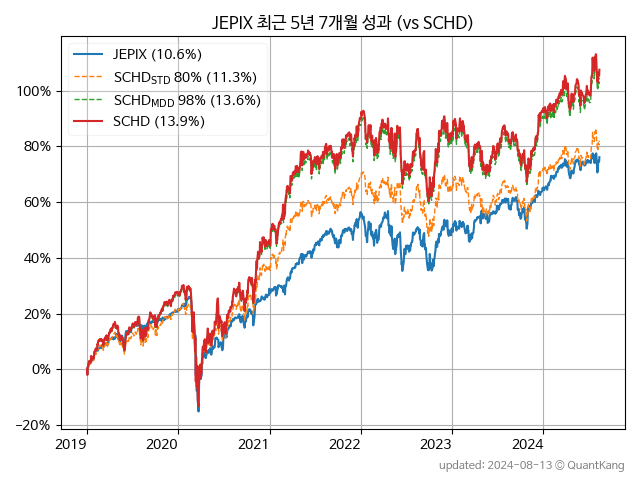 JEPIX 최근 5년 7개월 성과 (vs SCHD)
JEPIX (10.6%)
SCHD_STD 80% (11.3%)
SCHD_MDD 98% (13.6%)
SCHD (13.9%)
100%
80%
60%
40%
20%
0%
−20%
2019 2020 2021 2022 2023 2024
updated: 2024-08-13 © QuantKang